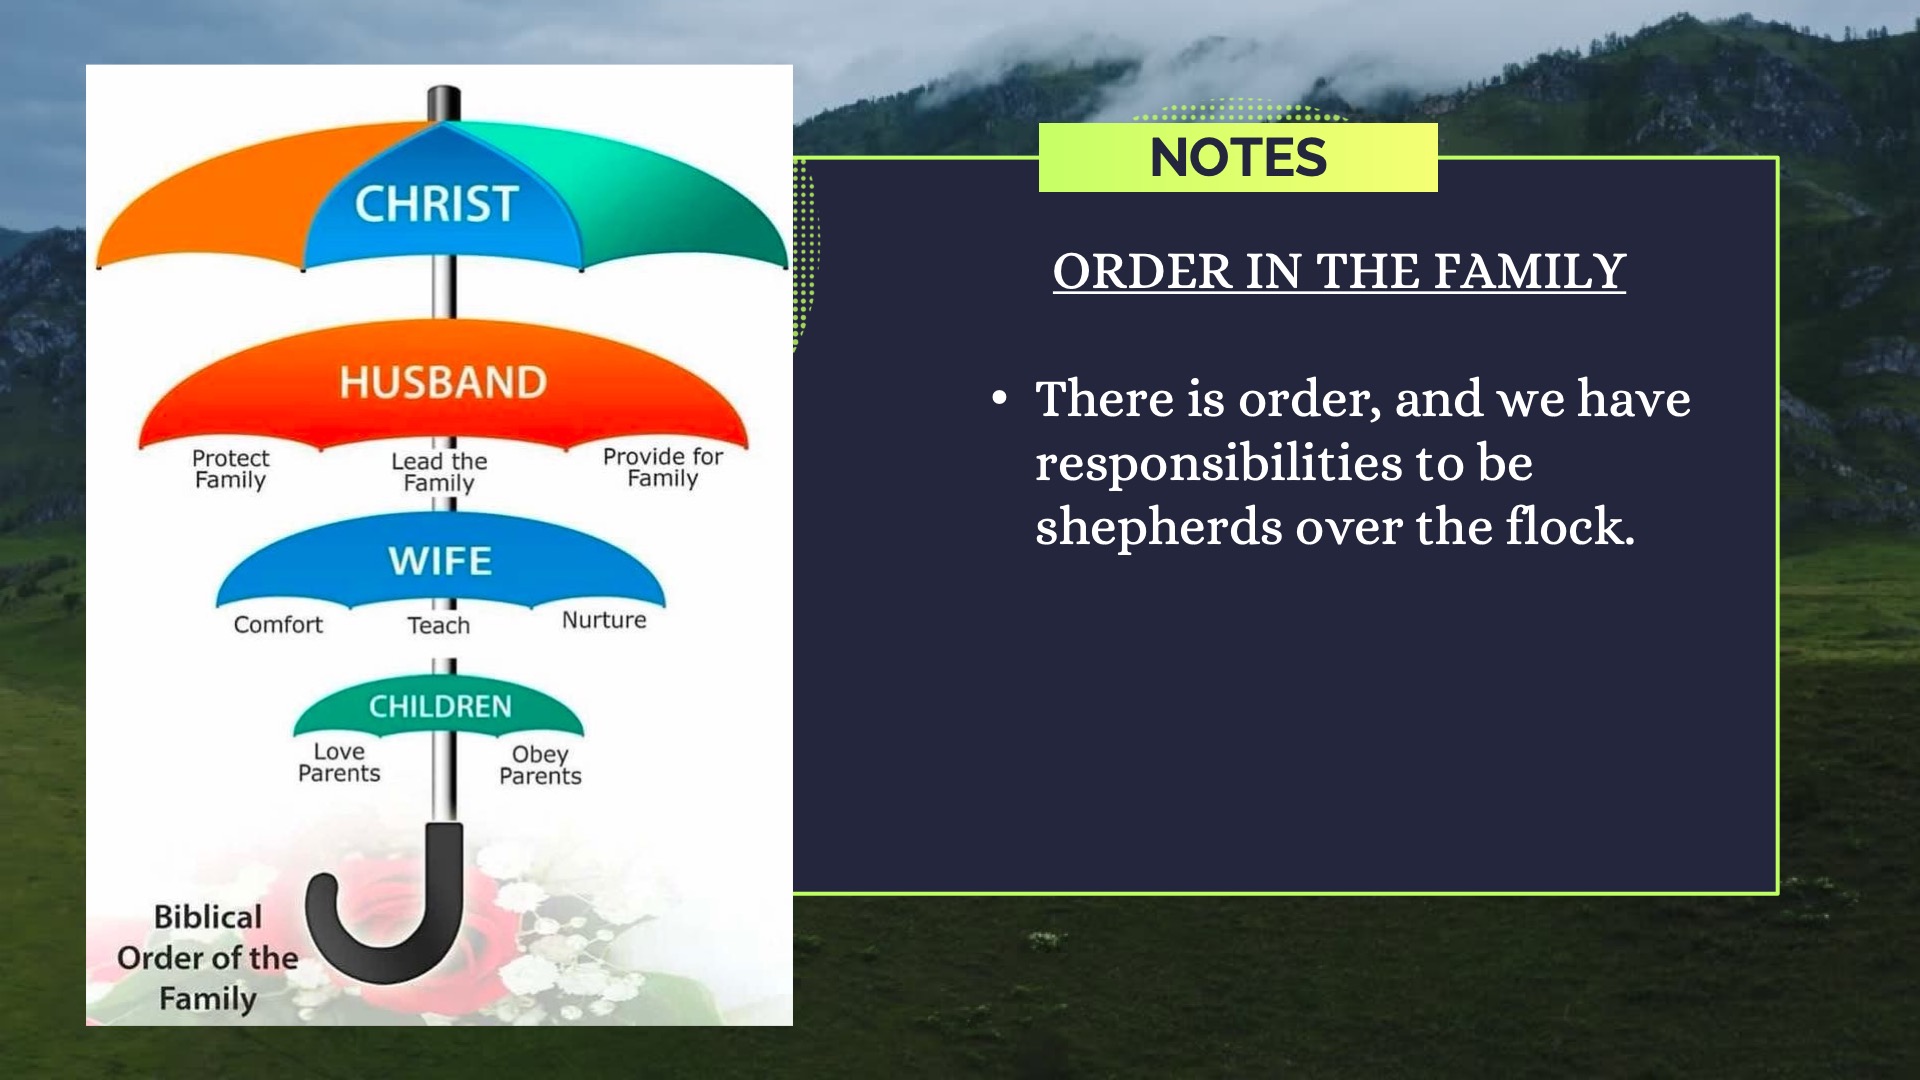 CHRIST
HUSBAND
Protect
Family
Lead the
Family
Provide for
Family
WIFE
Comfort
Teach
Nurture
CHILDREN
Love
Parents
Obey
Parents
Biblical
Order of the
Family
NOTES
ORDER IN THE FAMILY
• There is order, and we have
responsibilities to be
shepherds over the flock.